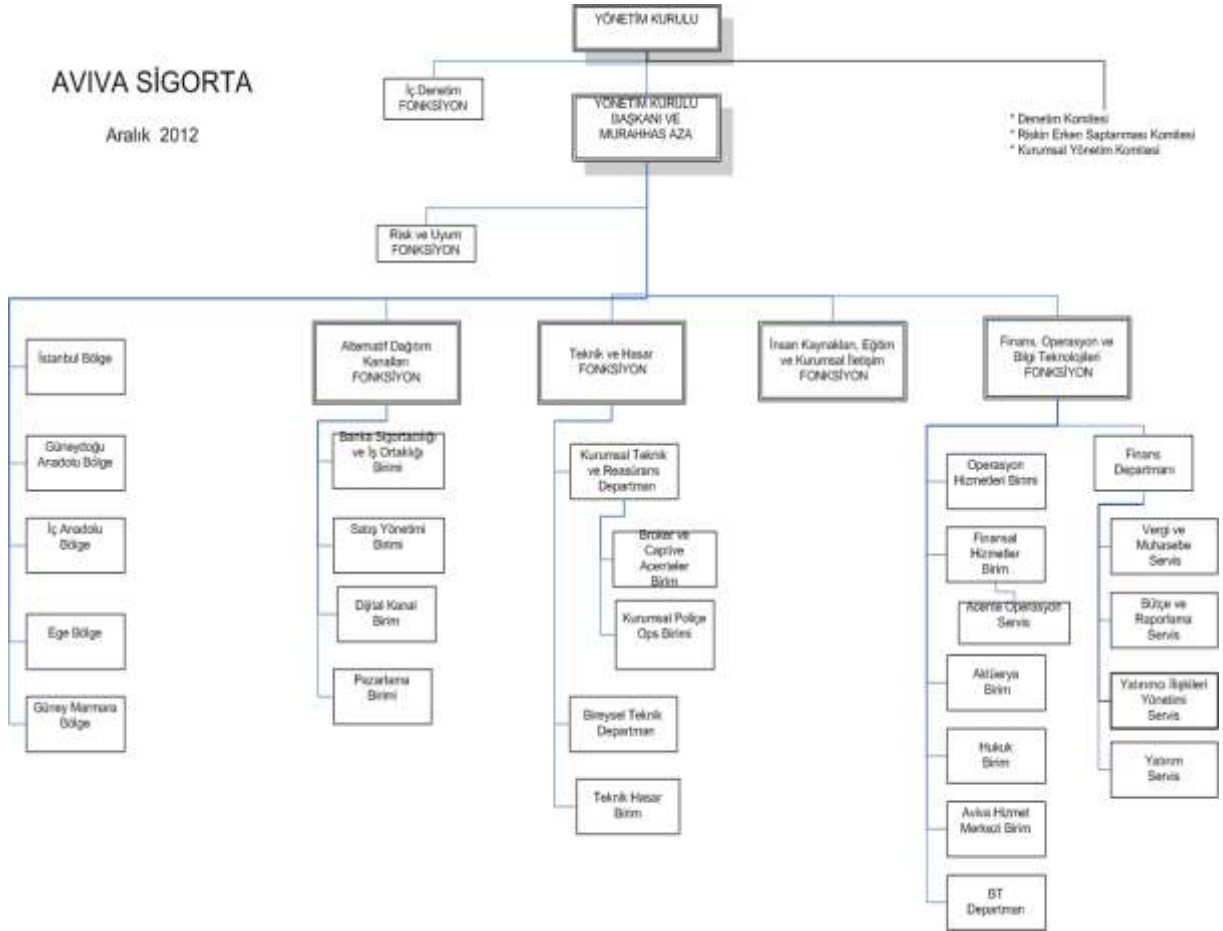 YÖNETİM KURULU
AVIVA SİGORTA
Aralık 2012
İç Denetim
FONKSİYON
YÖNETİM KURULU
BAŞKANI VE
MURAHHAS AZA
* Denetim Komitesi
* Riskin Erken Saptanması Komitesi
* Kurumsal Yönetim Komitesi
Risk ve Uyum
FONKSİYON
İstanbul Bölge
Güneydoğu
Anadolu Bölge
İç Anadolu
Bölge
Ege Bölge
Güney Marmara
Bölge
Alternatif Dağıtım
Kanalları
FONKSİYON
Banka Sigortacılığı
ve İş Ortaklığı
Birimi
Satış Yönetimi
Birimi
Dijital Kanal
Birim
Pazarlama
Birimi
Teknik ve Hasar
FONKSİYON
Kurumsal Teknik
ve Reasürans
Departman
Broker ve
Captive
Acenteler
Birim
Kurumsal Poliçe
Ops Birimi
Bireysel Teknik
Departman
Teknik Hasar
Birim
İnsan Kaynakları, Eğitim
ve Kurumsal İletişim
FONKSİYON
Finans, Operasyon ve
Bilgi Teknolojileri
FONKSİYON
Operasyon
Hizmetleri Birimi
Finansal
Hizmetler
Birim
Acente Operasyon
Servis
Aktüerya
Birim
Hukuk
Birim
Aviva Hizmet
Merkezi Birim
BT
Departman
Finans
Departmanı
Vergi ve
Muhasebe
Servis
Bütçe ve
Raporlama
Servis
Yatırımcı İlişkileri
Yönetimi
Servis
Yatırım
Servis